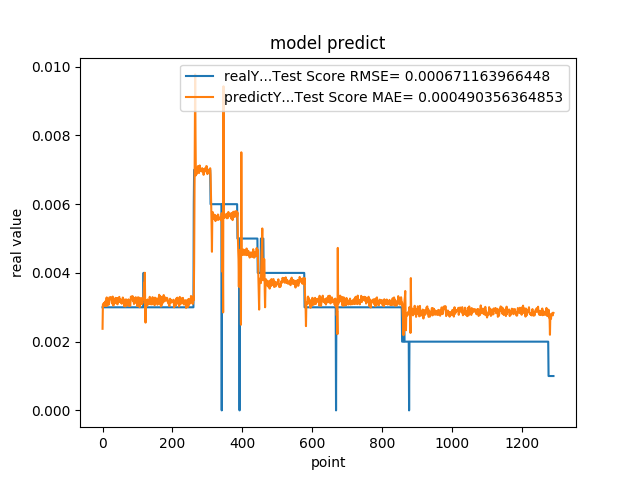 model predict
realY...Test Score RMSE= 0.000671163966448
predictY...Test Score MAE= 0.000490356364853
0.010
0.008
0.006
0.004
0.002
0.000
real value
0 200 400 600 800 1000 1200
point